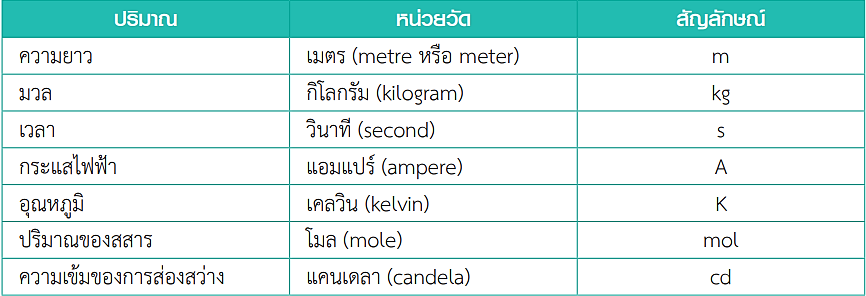 ปริมาณ หน่วยวัด สัญลักษณ์
ความยาว เมตร (metre หรือ meter) m
มวล กิโลกรัม (kilogram) kg
เวลา วินาที (second) s
กระแสไฟฟ้า แอมแปร์ (ampere) A
อุณหภูมิ เคลวิน (kelvin) K
ปริมาณของสสาร โมล (mole) mol
ความเข้มของการส่องสว่าง แคนเดลา (candela) cd